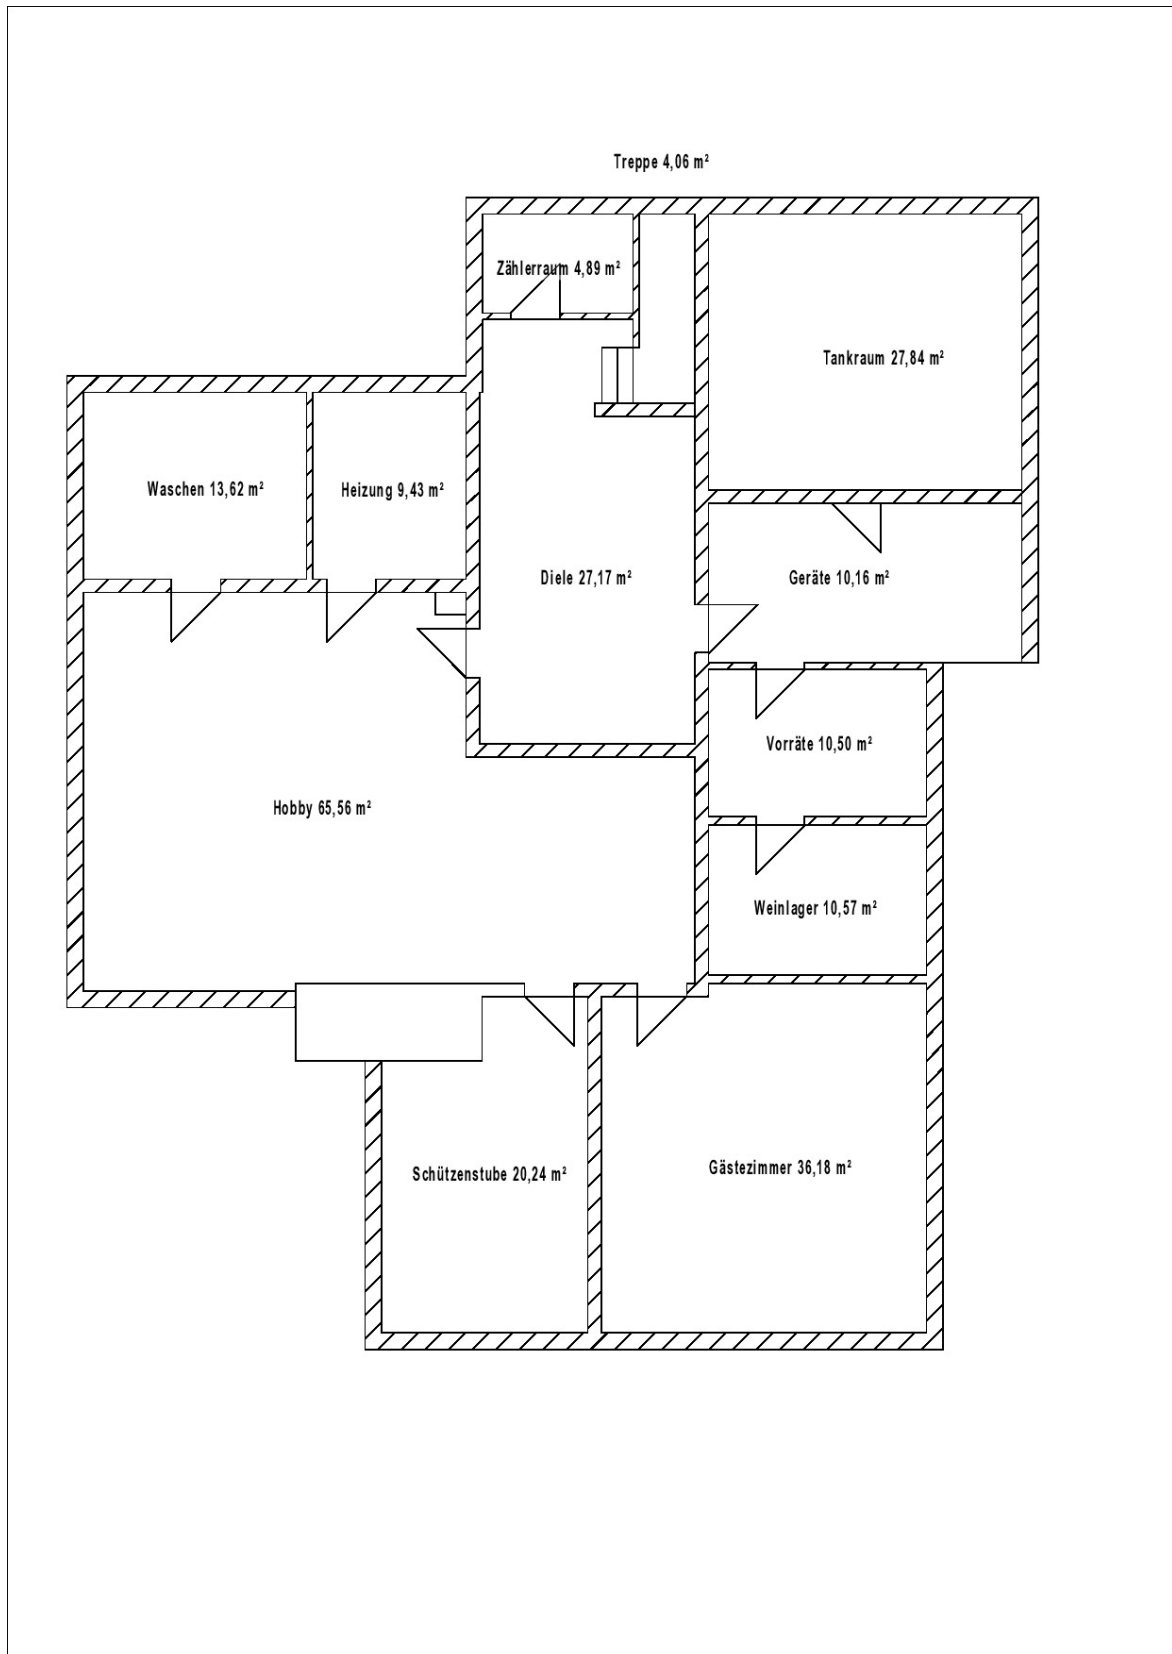 Treppe 4,06 m²
Zählerraum 4,89 m²
Tankraum 27,84 m²
Waschen 13,62 m²
Heizung 9,43 m²
Diele 27,17 m²
Geräte 10,16 m²
Vorräte 10,50 m²
Hobby 65,56 m²
Weinlager 10,57 m²
Schützenstube 20,24 m²
Gästezimmer 36,18 m²